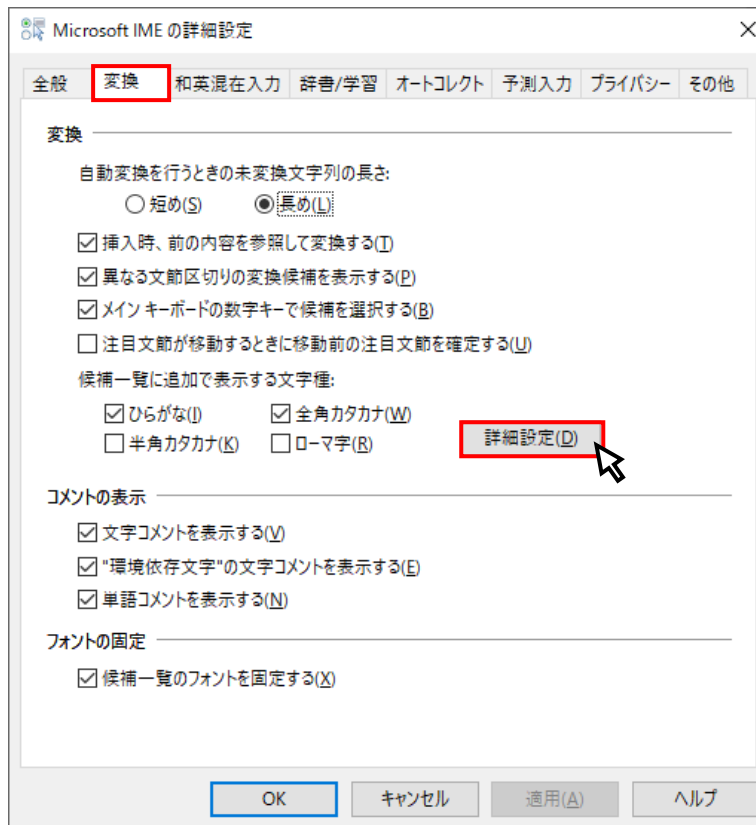 Microsoft IME の詳細設定
全般 変換 和英混在入力 辞書/学習 オートコレクト 予測入力 プライバシー その他
変換
自動変換を行うときの未変換文字列の長さ:
短め(S) 長め(L)
挿入時、前の内容を参照して変換する(T)
異なる文節区切りの変換候補を表示する(P)
メイン キーボードの数字キーで候補を選択する(B)
注目文節が移動するときに移動前の注目文節を確定する(U)
候補一覧に追加で表示する文字種:
ひらがな(I) 全角カタカナ(W)
半角カタカナ(K) ローマ字(R) 詳細設定(D)
コメントの表示
文字コメントを表示する(V)
"環境依存文字"の文字コメントを表示する(E)
単語コメントを表示する(N)
フォントの固定
候補一覧のフォントを固定する(X)
OK キャンセル 適用(A) ヘルプ